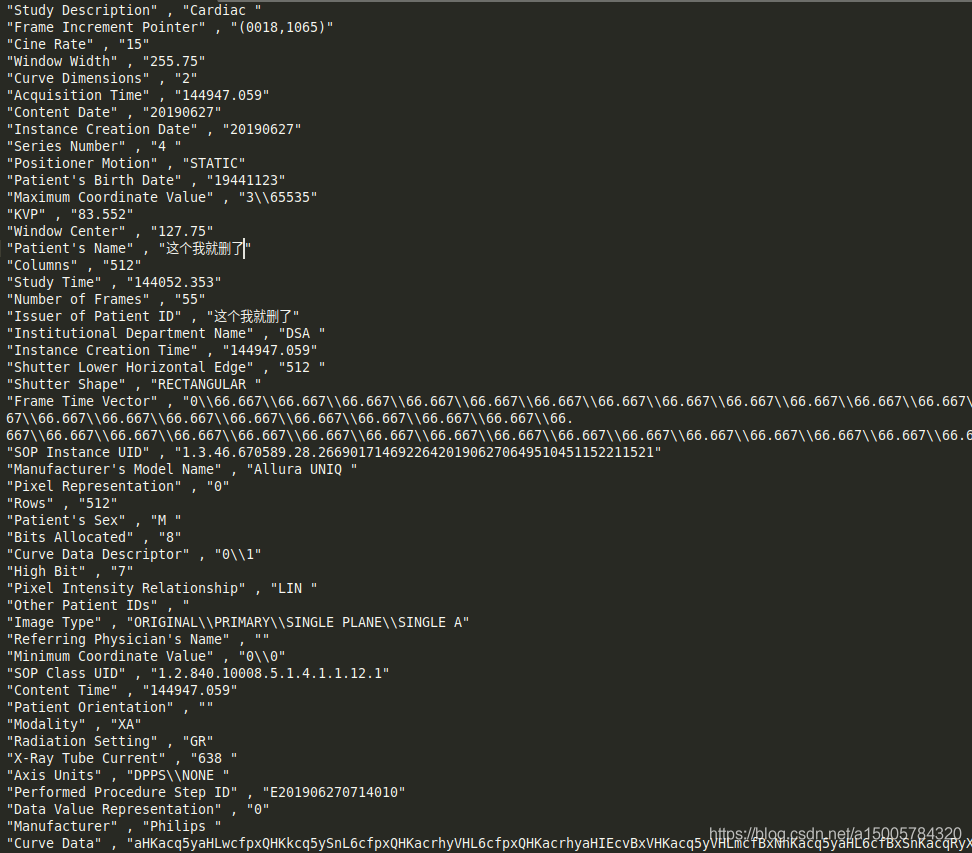 "Study Description" , "Cardiac "
"Frame Increment Pointer" , "(0018,1065)"
"Cine Rate" , "15"
"Window Width" , "255.75"
"Curve Dimensions" , "2"
"Acquisition Time" , "144947.059"
"Content Date" , "20190627"
"Instance Creation Date" , "20190627"
"Series Number" , "4 "
"Positioner Motion" , "STATIC"
"Patient's Birth Date" , "19441123"
"Maximum Coordinate Value" , "3\\65535"
"KVP" , "83.552"
"Window Center" , "127.75"
"Patient's Name" , "这个我就删了"
"Columns" , "512"
"Study Time" , "144052.353"
"Number of Frames" , "55"
"Issuer of Patient ID" , "这个我就删了"
"Institutional Department Name" , "DSA "
"Instance Creation Time" , "144947.059"
"Shutter Lower Horizontal Edge" , "512 "
"Shutter Shape" , "RECTANGULAR "
"Frame Time Vector" , "0\\66.667\\66.667\\66.667\\66.667\\66.667\\66.667\\66.667\\66.667\\66.667\\66.667\\66.667\\66.667\
67\\66.667\\66.667\\66.667\\66.667\\66.667\\66.667\\66.667\\66.667\\66.
667\\66.667\\66.667\\66.667\\66.667\\66.667\\66.667\\66.667\\66.667\\66.667\\66.667\\66.667\\66.667\\66.667\\66.667\\66.6
"SOP Instance UID" , "1.3.46.670589.28.2669017146922642019062706495104511522​11521"
"Manufacturer's Model Name" , "Allura UNIQ "
"Pixel Representation" , "0"
"Rows" , "512"
"Patient's Sex" , "M "
"Bits Allocated" , "8"
"Curve Data Descriptor" , "0\\1"
"High Bit" , "7"
"Pixel Intensity Relationship" , "LIN "
"Other Patient IDs" , "
"Image Type" , "ORIGINAL\\PRIMARY\\SINGLE PLANE\\SINGLE A"
"Referring Physician's Name" , ""
"Minimum Coordinate Value" , "0\\0"
"SOP Class UID" , "1.2.840.10008.5.1.4.1.1.12.1"
"Content Time" , "144947.059"
"Patient Orientation" , ""
"Modality" , "XA"
"Radiation Setting" , "GR"
"X-Ray Tube Current" , "638 "
"Axis Units" , "DPPS\\NONE "
"Performed Procedure Step ID" , "E201906270714010"
"Data Value Representation" , "0"
"Manufacturer" , "Philips "
https://blog.csdn.net/a15005784320
"Curve Data" ,